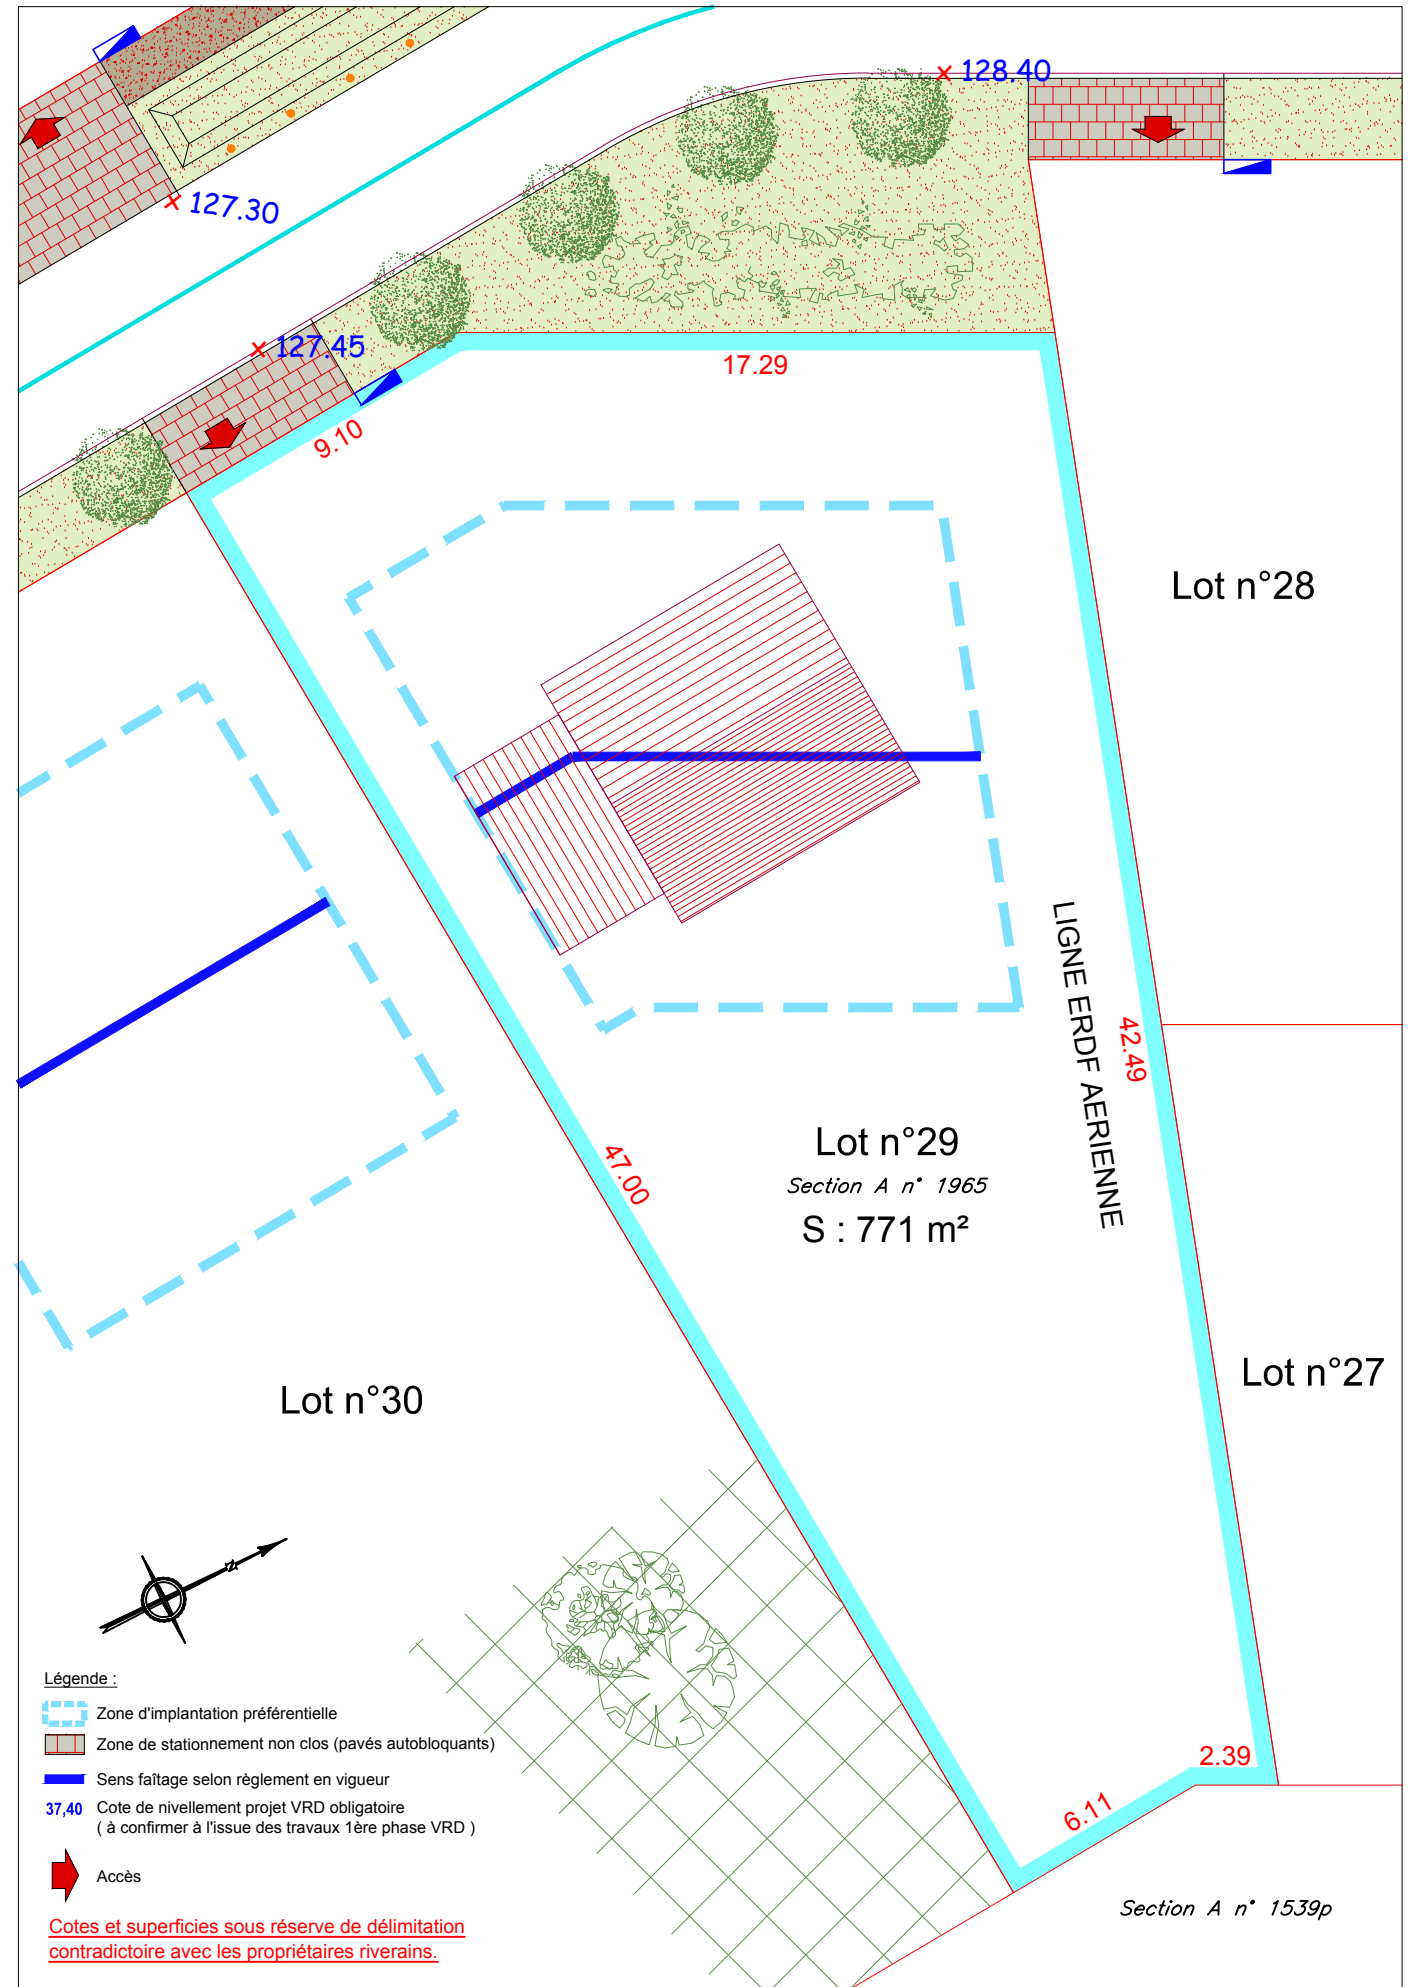 128.40
127.30
127.45
17.29
9.10
Lot n°28
LIGNE ERDF AERIENNE
42.49
47.00
Lot n°29
Section A n° 1965
S : 771 m²
Lot n°27
Lot n°30
N
2.39
6.11
Section A n° 1539p
Légende :
Zone d'implantation préférentielle
Zone de stationnement non clos (pavés autobloquants)
Sens faîtage selon règlement en vigueur
37,40 Cote de nivellement projet VRD obligatoire
( à confirmer à l'issue des travaux 1ère phase VRD )
Accès
Cotes et superficies sous réserve de délimitation
contradictoire avec les propriétaires riverains.